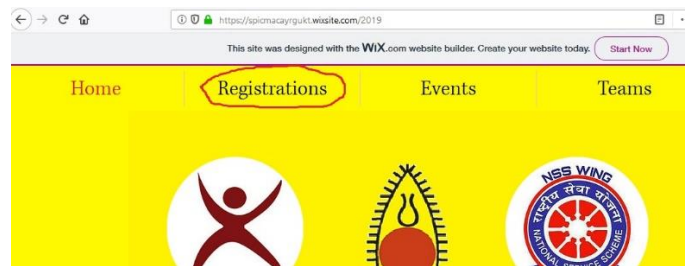 https://spicmacayrgukt.wixsite.com/2019
This site was designed with the WiX.com website builder. Create your website today. Start Now
Home Registrations Events Teams
NSS WING
राष्ट्रीय सेवा योजना
NATIONAL SERVICE SCHEME